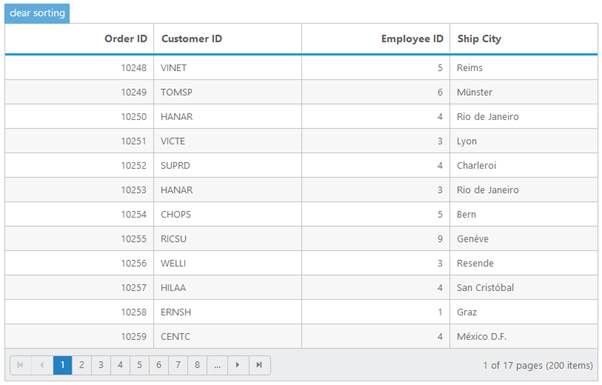 clear sorting
Order ID Customer ID Employee ID Ship City
10248 VINET 5 Reims
10249 TOMSP 6 Münster
10250 HANAR 4 Rio de Janeiro
10251 VICTE 3 Lyon
10252 SUPRD 4 Charleroi
10253 HANAR 3 Rio de Janeiro
10254 CHOPS 5 Bern
10255 RICSU 9 Genève
10256 WELLI 3 Resende
10257 HILAA 4 San Cristóbal
10258 ERNSH 1 Graz
10259 CENTC 4 México D.F.
1 2 3 4 5 6 7 8 ... 1 of 17 pages (200 items)